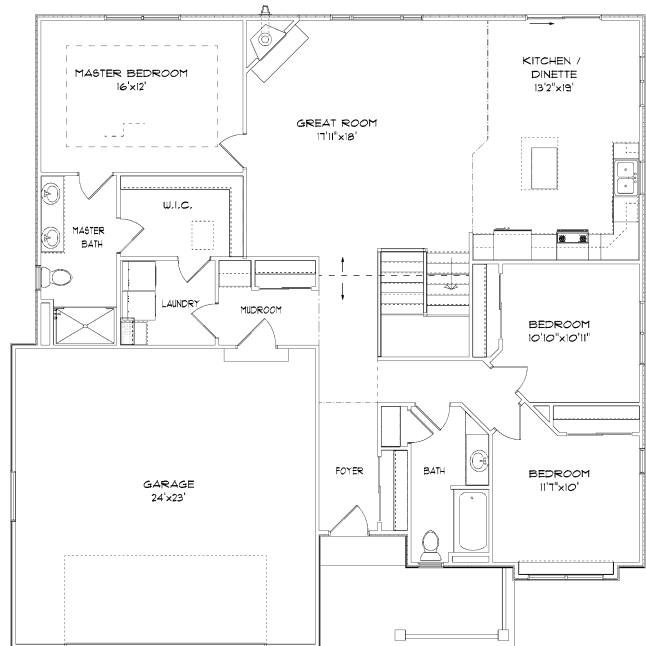 MASTER BEDROOM
16'x12'
KITCHEN /
DINETTE
13'2"x19'
GREAT ROOM
17'11"x18'
W.I.C.
MASTER
BATH
LAUNDRY
MUDROOM
BEDROOM
10'10"x10'11"
GARAGE
24'x23'
FOYER
BATH
BEDROOM
11'7"x10'